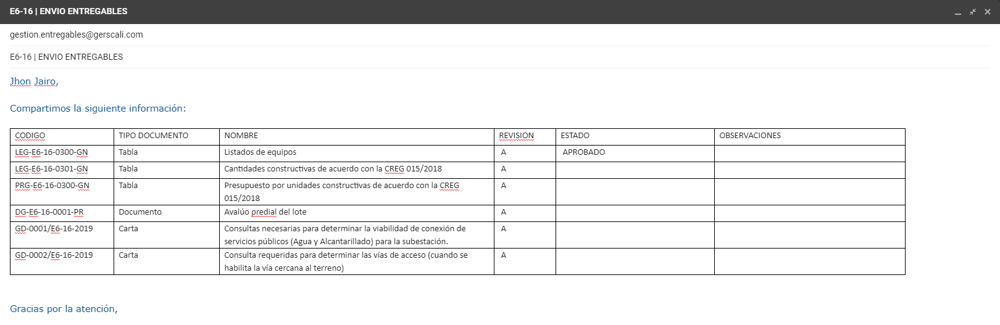 E6-16 | ENVIO ENTREGABLES
gestion.entregables@gerscali.com
E6-16 | ENVIO ENTREGABLES
Jhon Jairo,
Compartimos la siguiente información:
CODIGO TIPO DOCUMENTO NOMBRE REVISION ESTADO OBSERVACIONES
LEG-E6-16-0300-GN Tabla Listados de equipos A APROBADO
LEG-E6-16-0301-GN Tabla Cantidades constructivas de acuerdo con la CREG 015/2018 A
PRG-E6-16-0300-GN Tabla Presupuesto por unidades constructivas de acuerdo con la CREG A
015/2018
DG-E6-16-0001-PR Documento Avalúo predial del lote A
GD-0001/E6-16-2019 Carta Consultas necesarias para determinar la viabilidad de conexión de A
servicios públicos (Agua y Alcantarillado) para la subestación.
GD-0002/E6-16-2019 Carta Consulta requeridas para determinar las vías de acceso (cuando se A
habilita la vía cercana al terreno)
Gracias por la atención,